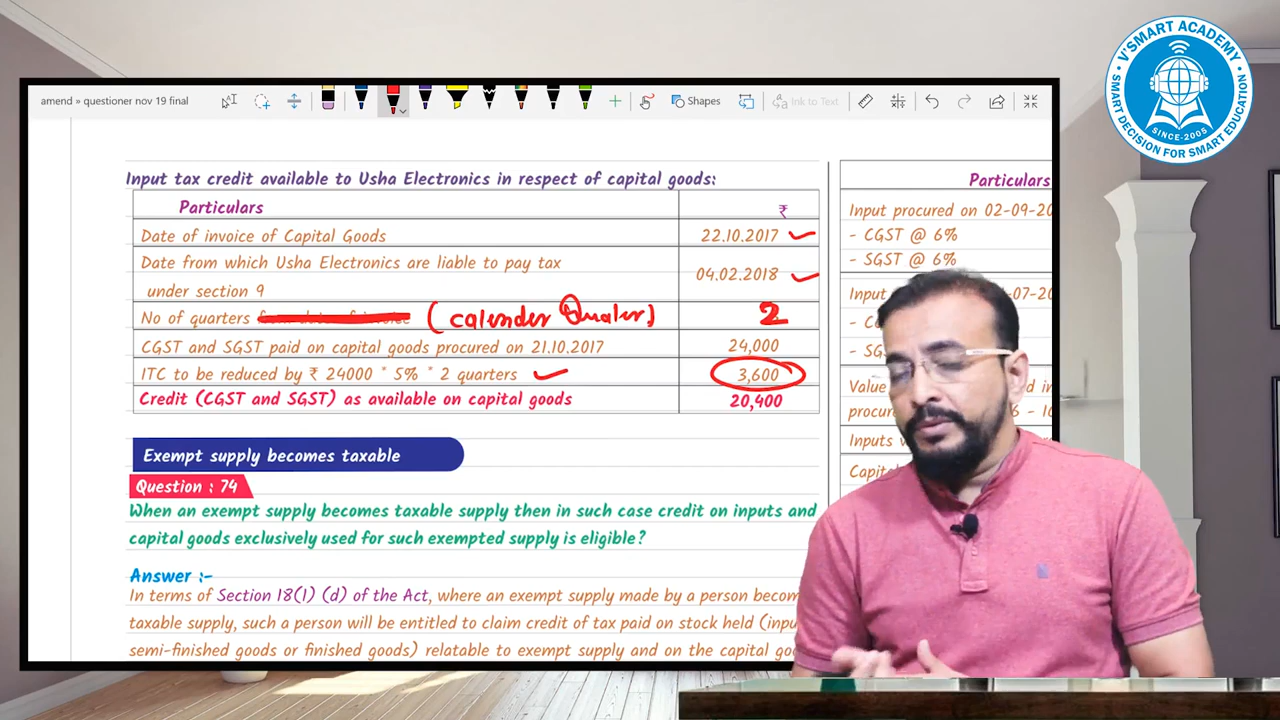 V'SMART ACADEMY
SMART DECISION FOR SMART EDUCATION
SINCE-2005
amend » questioner nov 19 final
Shapes
Ink to Text
Input tax credit available to Usha Electronics in respect of capital goods:
Particulars ₹
Date of invoice of Capital Goods 22.10.2017
Date from which Usha Electronics are liable to pay tax
under section 9 04.02.2018
No of quarters (calender Quater) 2
CGST and SGST paid on capital goods procured on 21.10.2017 24,000
ITC to be reduced by ₹ 24000 * 5% * 2 quarters 3,600
Credit (CGST and SGST) as available on capital goods 20,400
Exempt supply becomes taxable
Question : 74
When an exempt supply becomes taxable supply then in such case credit on inputs and
capital goods exclusively used for such exempted supply is eligible?
Answer :-
In terms of Section 18(1) (d) of the Act, where an exempt supply made by a person becom
taxable supply, such a person will be entitled to claim credit of tax paid on stock held (inpu
semi-finished goods or finished goods) relatable to exempt supply and on the capital goo
Particulars
Input procured on 02-09-20
- CGST @ 6%
- SGST @ 6%
Input 07-20
- C
- SG
Value d in
procur 6 - 10
Inputs v
Capit